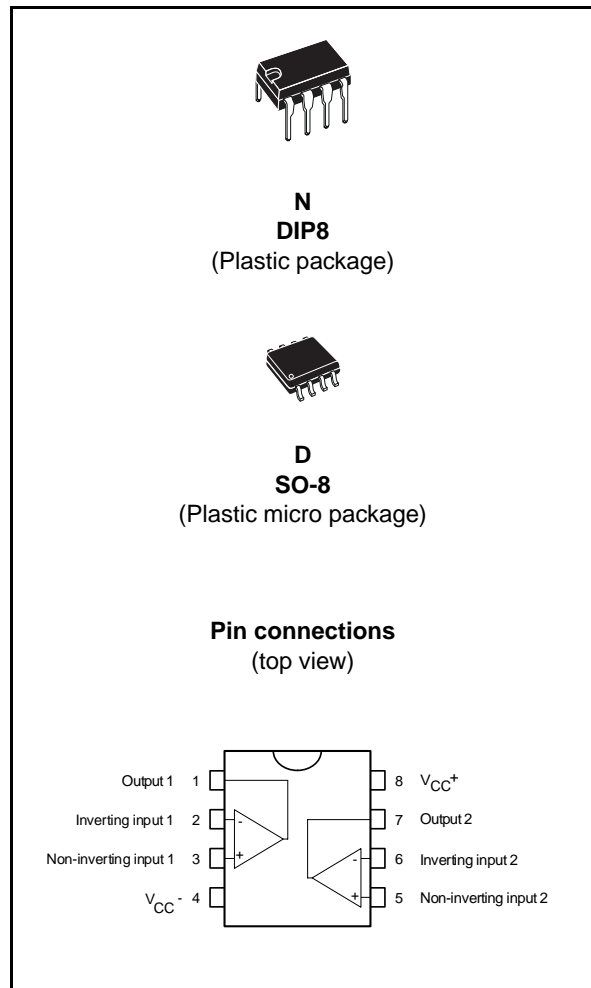 N
DIP8
(Plastic package)
D
SO-8
(Plastic micro package)
Pin connections
(top view)
Output 1 1
Inverting input 1 2
Non-inverting input 1 3
VCC - 4
8 VCC+
7 Output 2
6 Inverting input 2
5 Non-inverting input 2
-
+
-
+